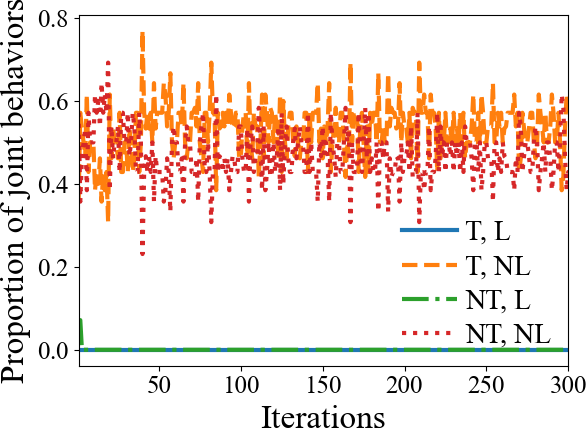 Proportion of joint behaviors
0.8
0.6
0.4
0.2
0.0
T, L
T, NL
NT, L
NT, NL
50 100 150 200 250 300
Iterations